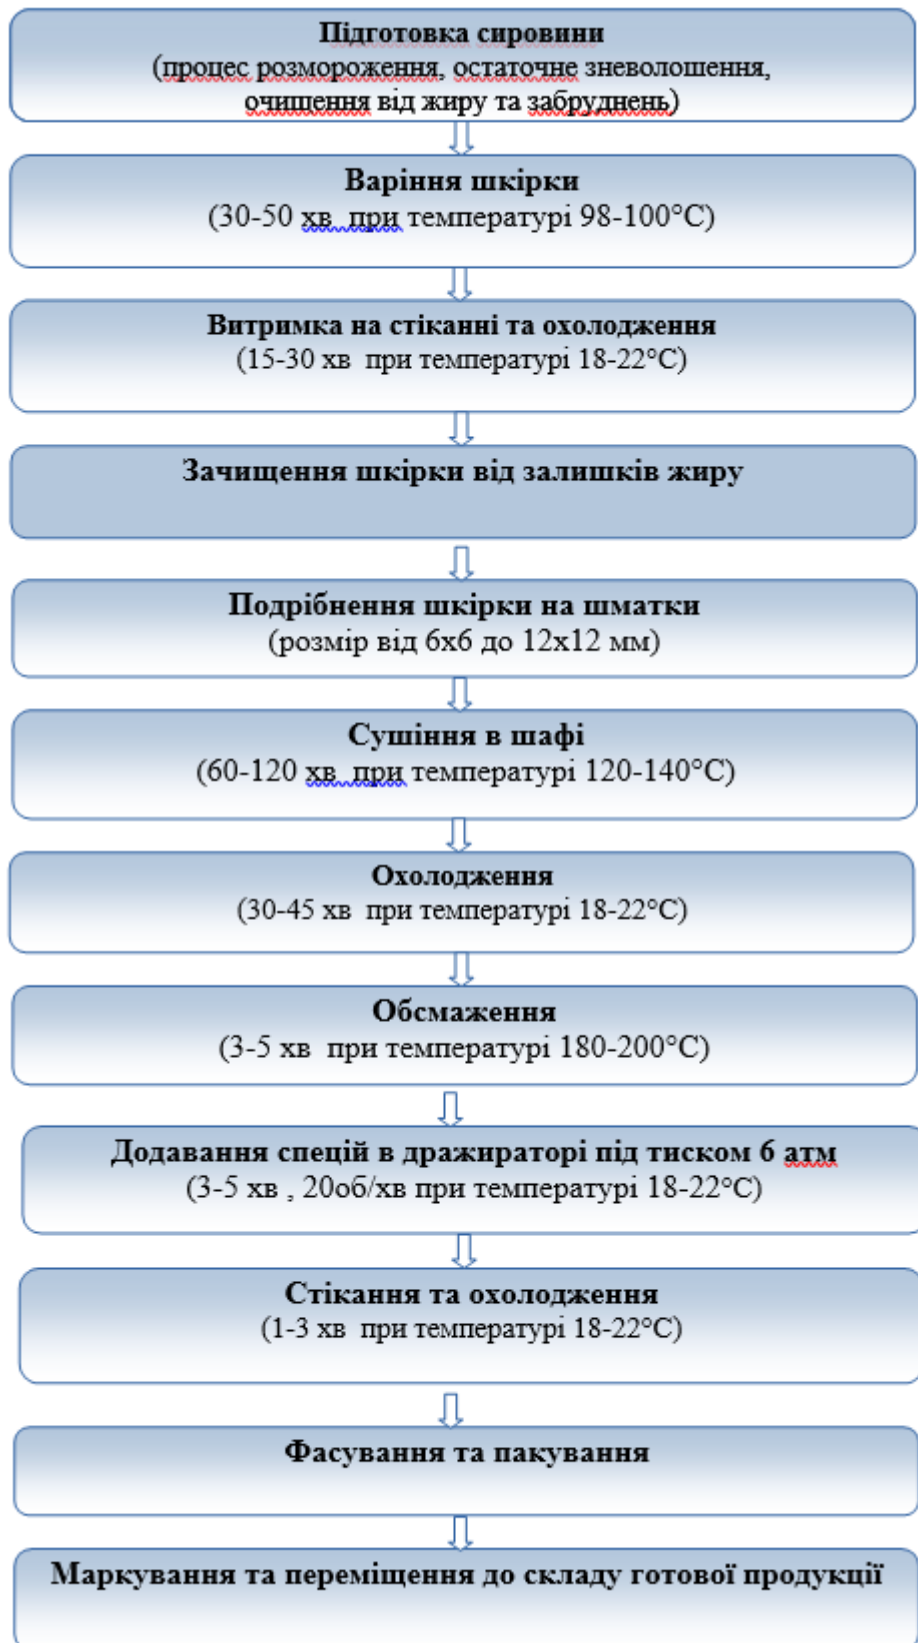 Підготовка сировини
(процес розмороження, остаточне зневолошення,
очищення від жиру та забруднень)
Варіння шкірки
(30-50 хв при температурі 98-100°С)
Витримка на стіканні та охолодження
(15-30 хв при температурі 18-22°С)
Зачищення шкірки від залишків жиру
Подрібнення шкірки на шматки
(розмір від 6х6 до 12х12 мм)
Сушіння в шафі
(60-120 хв при температурі 120-140°С)
Охолодження
(30-45 хв при температурі 18-22°С)
Обсмаження
(3-5 хв при температурі 180-200°С)
Додавання спецій в дражираторі під тиском 6 атм
(3-5 хв , 20об/хв при температурі 18-22°С)
Стікання та охолодження
(1-3 хв при температурі 18-22°С)
Фасування та пакування
Маркування та переміщення до складу готової продукції